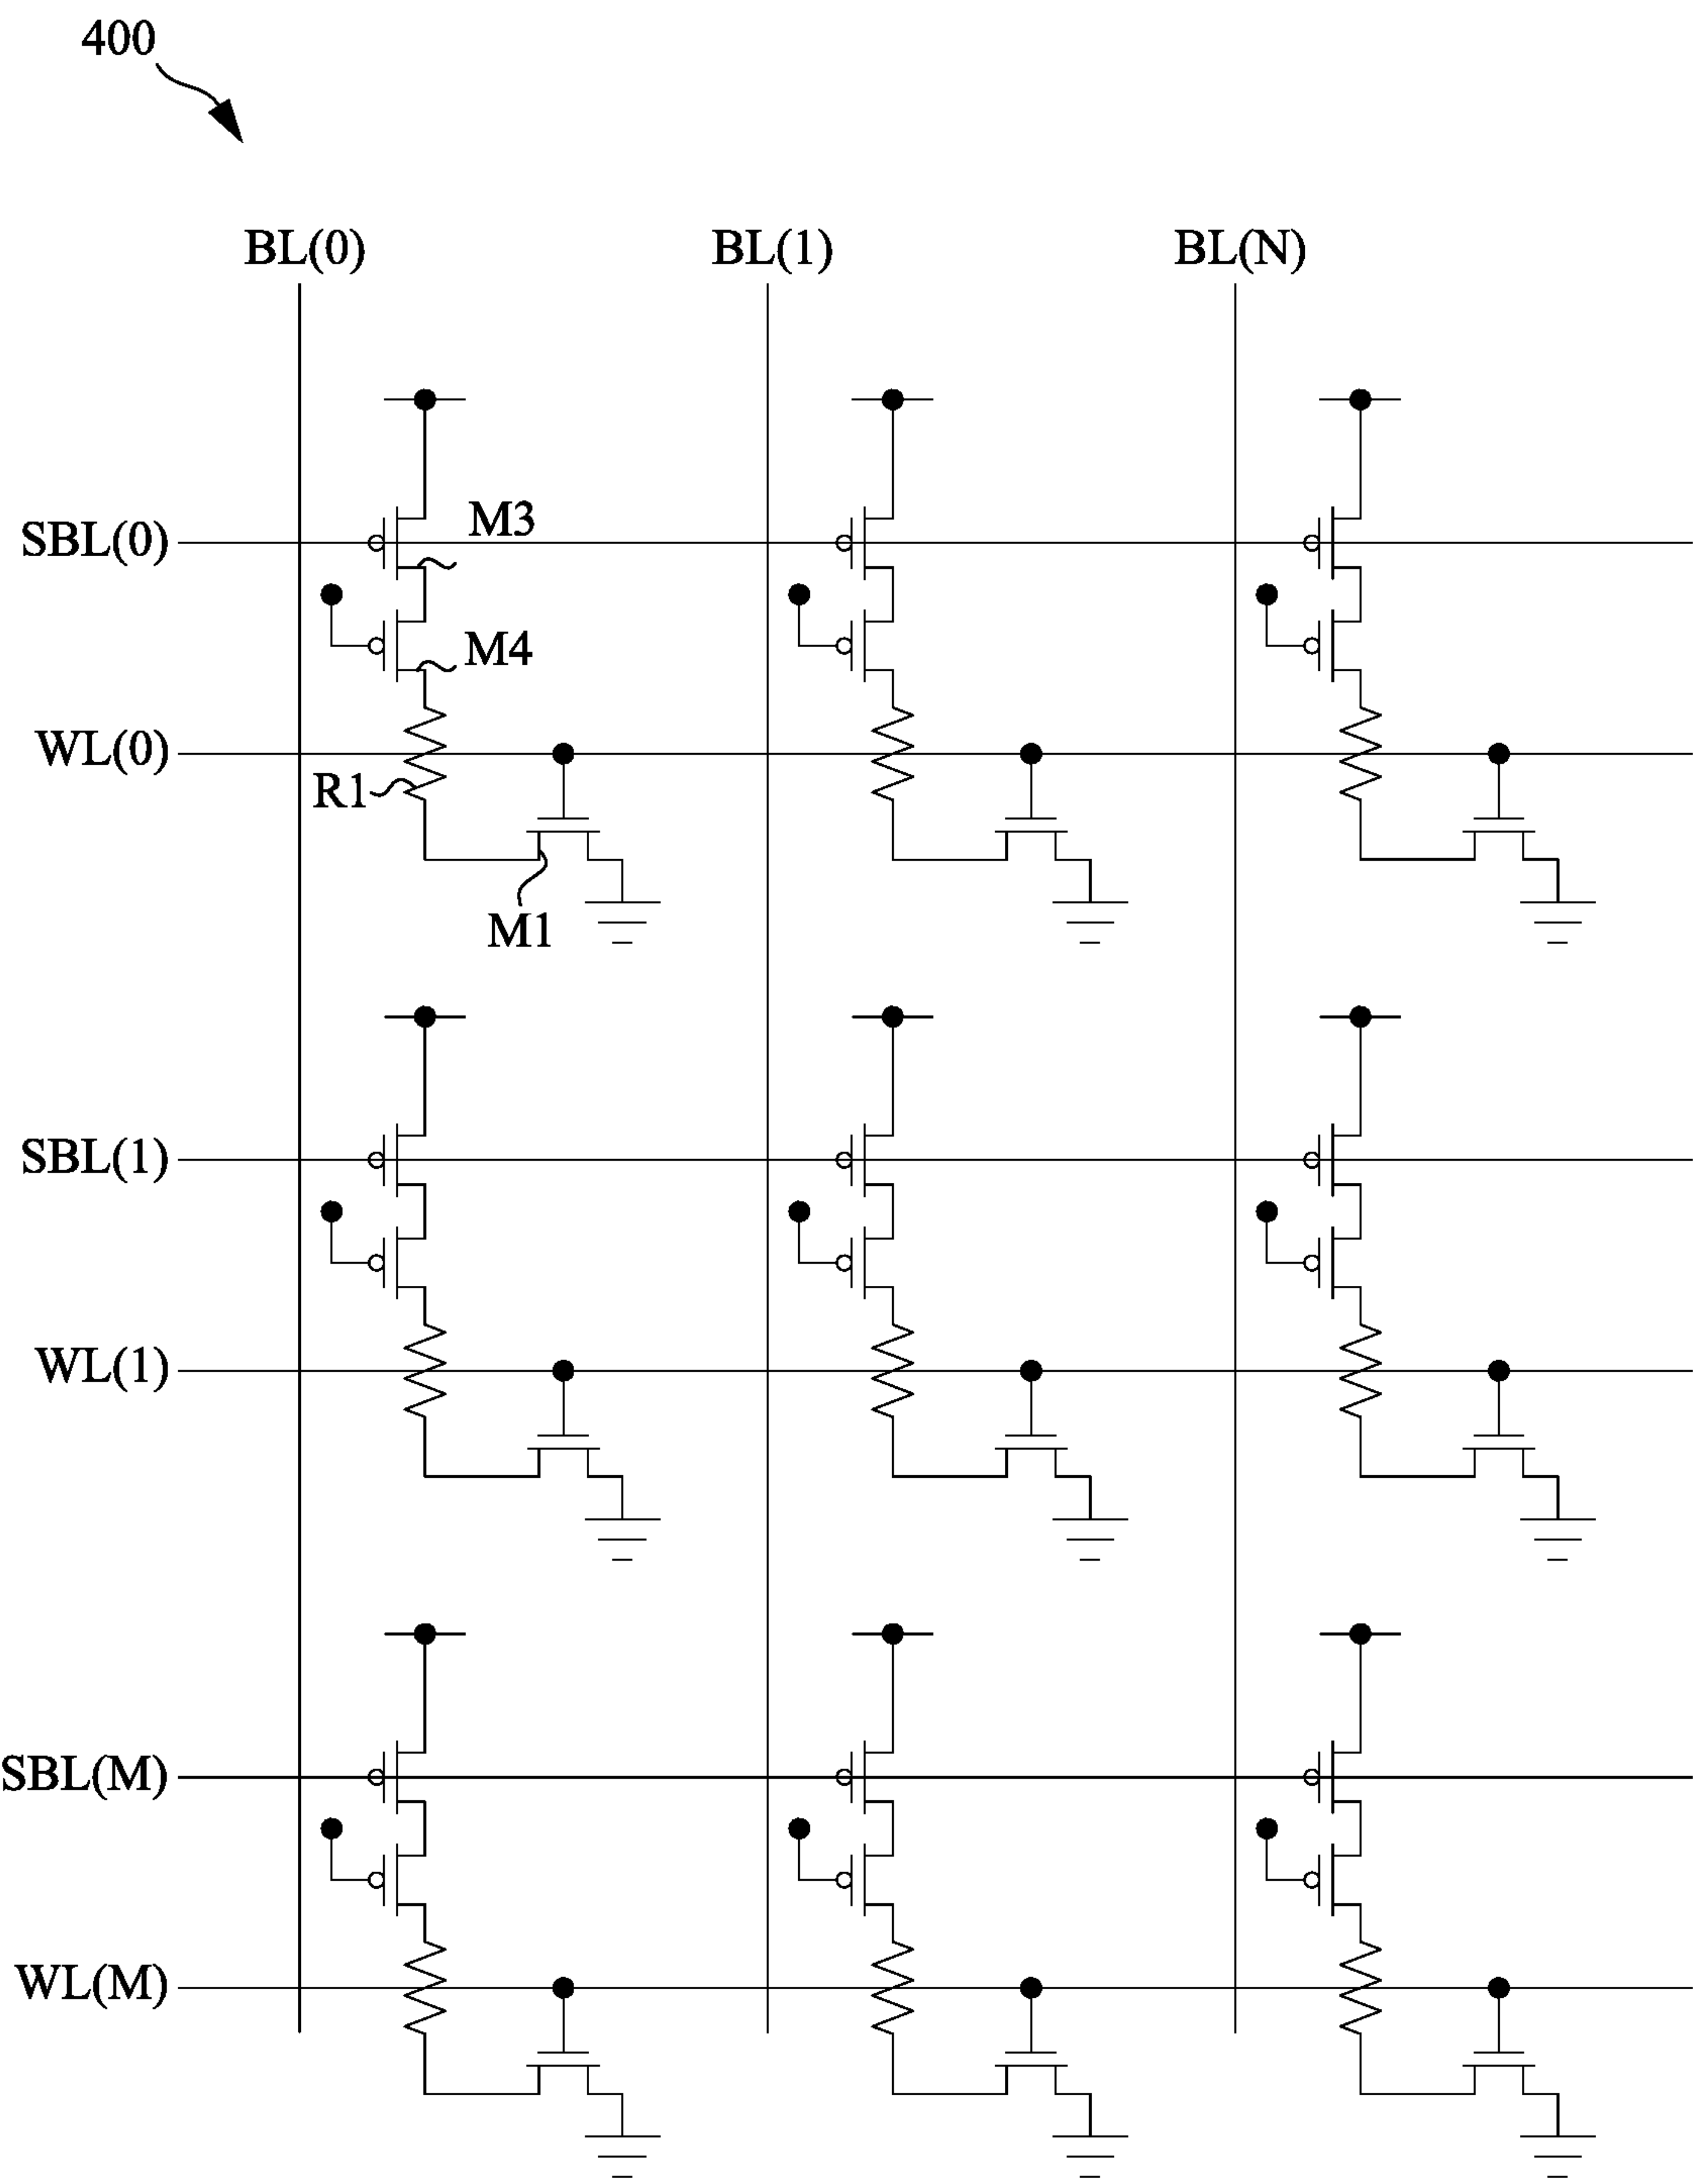 400
BL(0) BL(1) BL(N)
SBL(0)
M3
M4
WL(0)
R1
M1
SBL(1)
WL(1)
SBL(M)
WL(M)